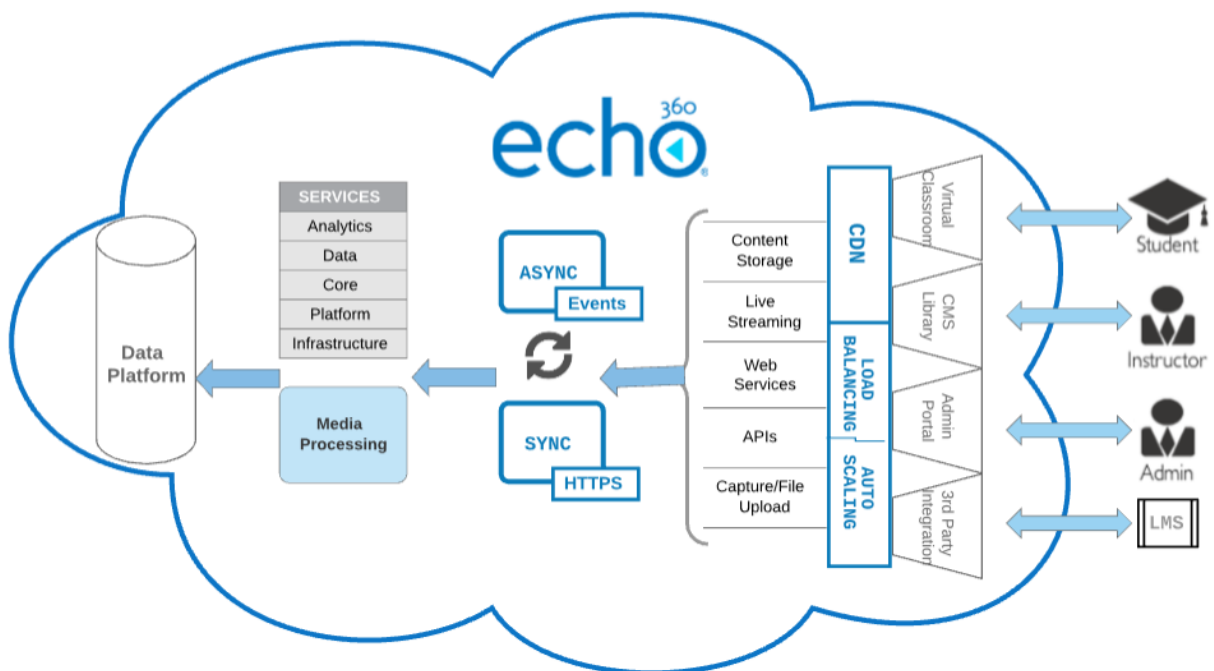 echo
360
®
SERVICES
Analytics
Data
Core
Platform
Infrastructure
Data
Platform
Media
Processing
ASYNC
Events
SYNC
HTTPS
Content
Storage
Live
Streaming
Web
Services
APIs
Capture/File
Upload
CDN
LOAD
BALANCING
AUTO
SCALING
Virtual
Classroom
CMS
Library
Admin
Portal
3rd Party
Integration
Student
Instructor
Admin
LMS